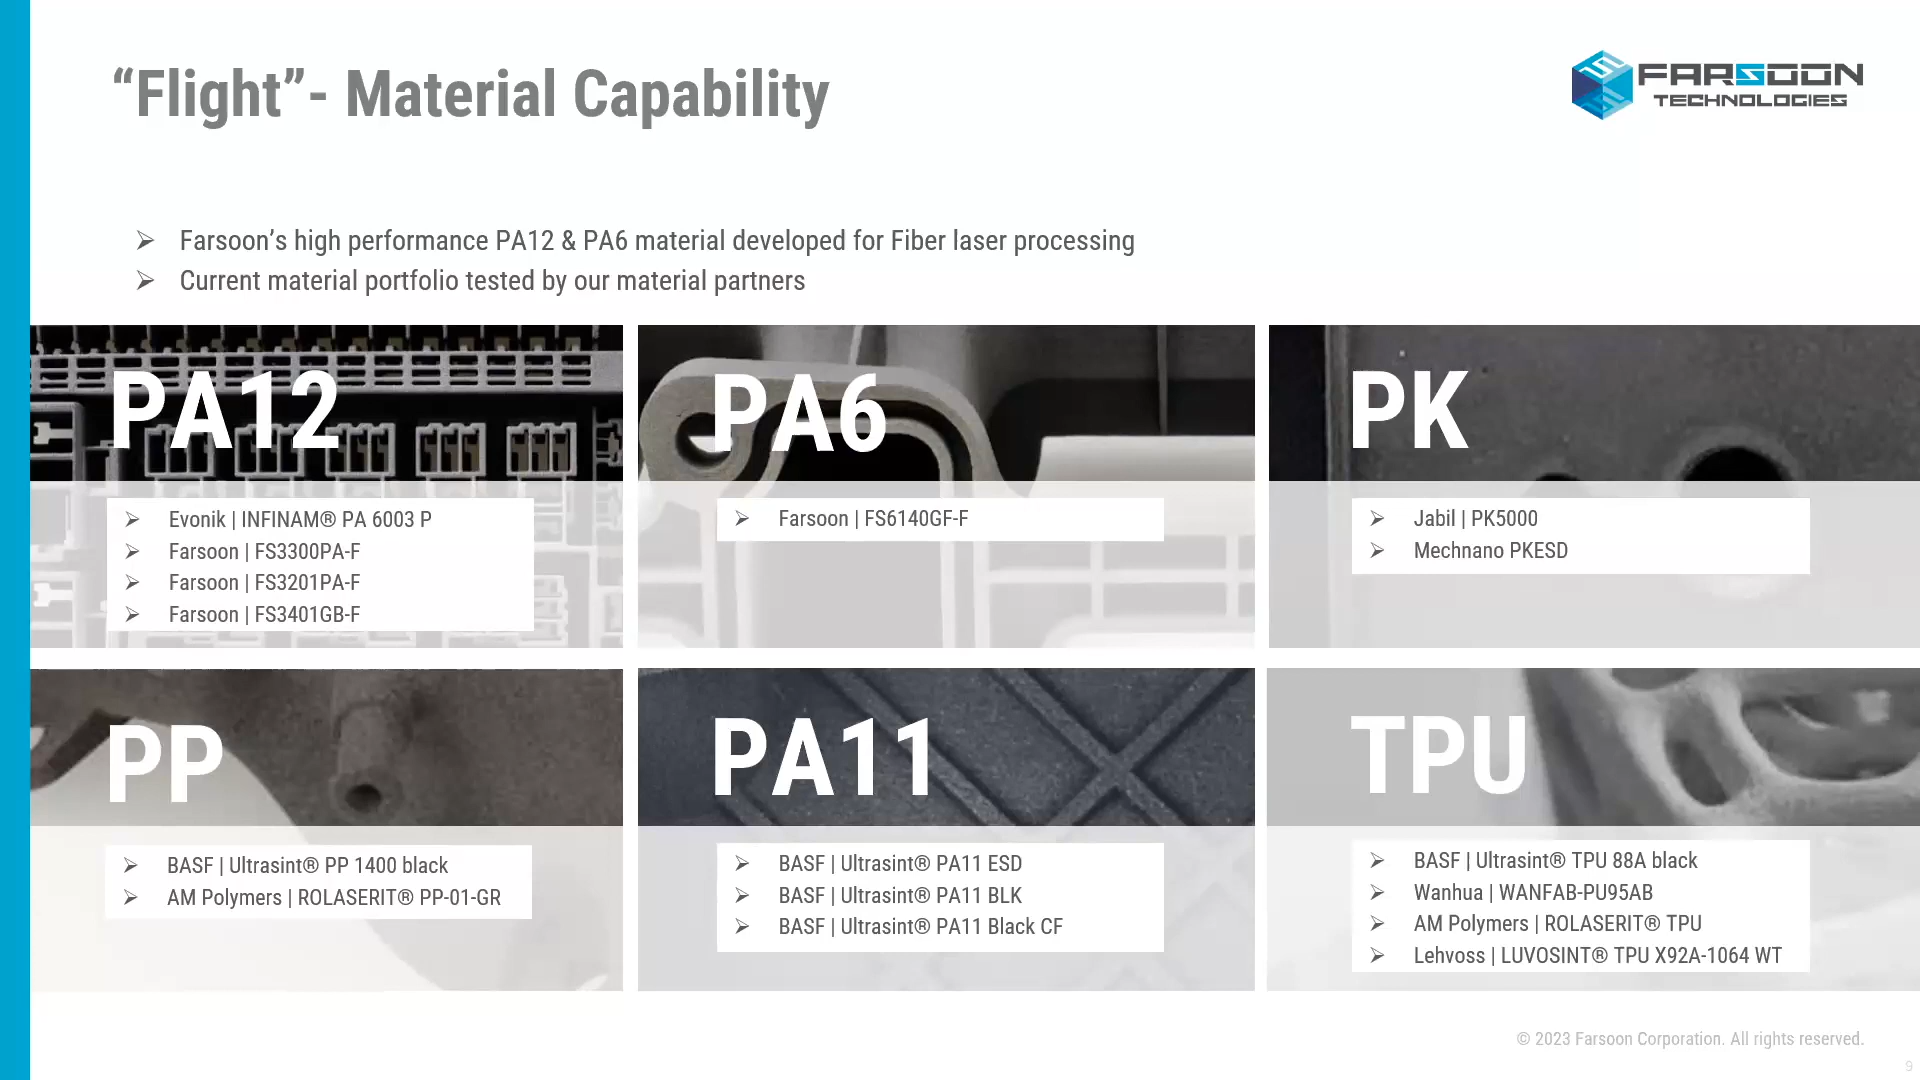 “Flight”- Material Capability
FARSOON
TECHNOLOGIES
Farsoon’s high performance PA12 & PA6 material developed for Fiber laser processing
Current material portfolio tested by our material partners
PA12
Evonik | INFINAM® PA 6003 P
Farsoon | FS3300PA-F
Farsoon | FS3201PA-F
Farsoon | FS3401GB-F
PA6
Farsoon | FS6140GF-F
PK
Jabil | PK5000
Mechnano PKESD
PP
BASF | Ultrasint® PP 1400 black
AM Polymers | ROLASERIT® PP-01-GR
PA11
BASF | Ultrasint® PA11 ESD
BASF | Ultrasint® PA11 BLK
BASF | Ultrasint® PA11 Black CF
TPU
BASF | Ultrasint® TPU 88A black
Wanhua | WANFAB-PU95AB
AM Polymers | ROLASERIT® TPU
Lehvoss | LUVOSINT® TPU X92A-1064 WT
© 2023 Farsoon Corporation. All rights reserved.
9